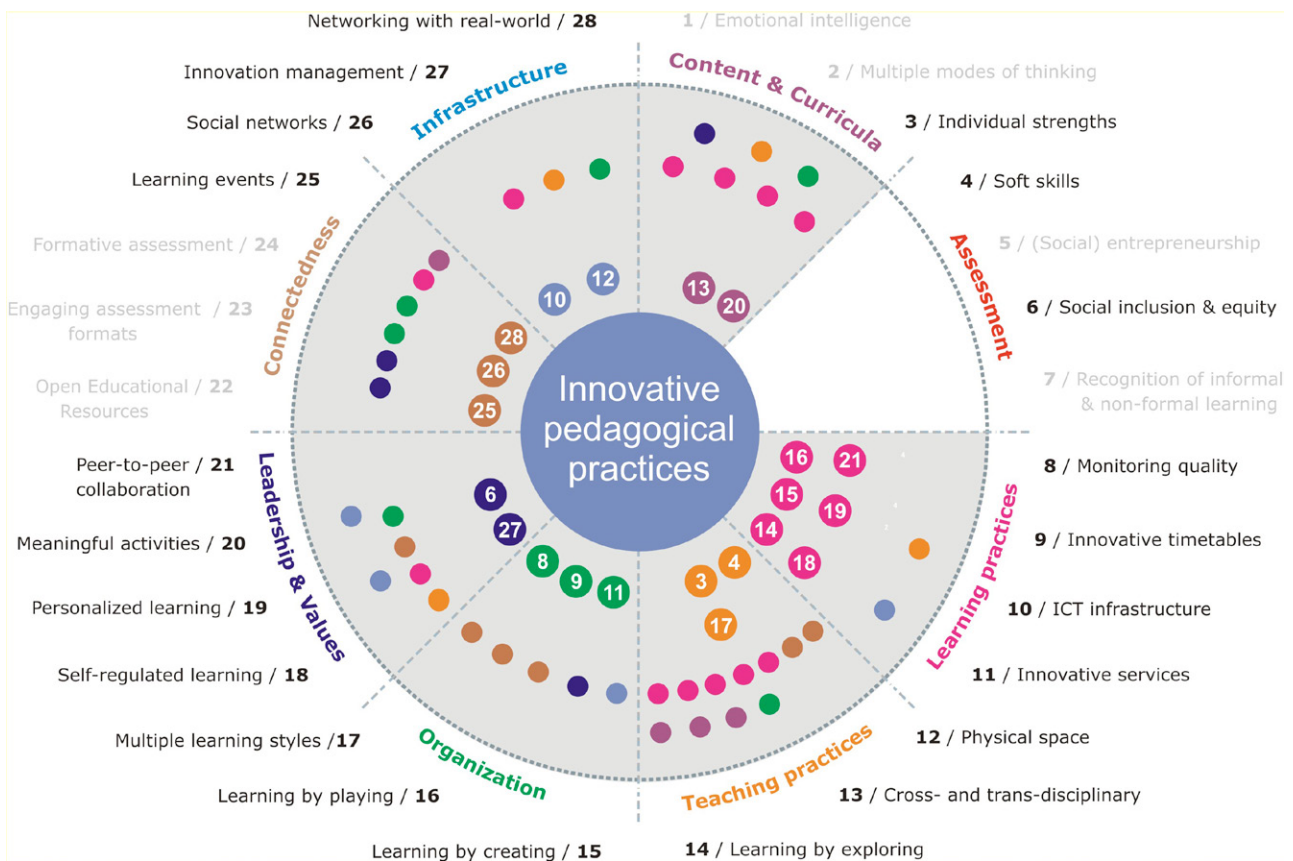 Networking with real-world / 28
Innovation management / 27
Social networks / 26
Learning events / 25
Formative assessment / 24
Engaging assessment / 23
formats
Open Educational / 22
Resources
Peer-to-peer / 21
collaboration
Meaningful activities / 20
Personalized learning / 19
Self-regulated learning / 18
Multiple learning styles /17
Learning by playing / 16
Learning by creating / 15
1 / Emotional intelligence
2 / Multiple modes of thinking
3 / Individual strengths
4 / Soft skills
5 / (Social) entrepreneurship
6 / Social inclusion & equity
7 / Recognition of informal
& non-formal learning
8 / Monitoring quality
9 / Innovative timetables
10 / ICT infrastructure
11 / Innovative services
12 / Physical space
13 / Cross- and trans-disciplinary
14 / Learning by exploring
Infrastructure
Content & Curricula
Assessment
Learning practices
Teaching practices
Organization
Leadership & Values
Connectedness
10
12
13
20
28
26
25
6
27
8
9
11
3
4
17
14
15
16
18
19
21
Innovative
pedagogical
practices